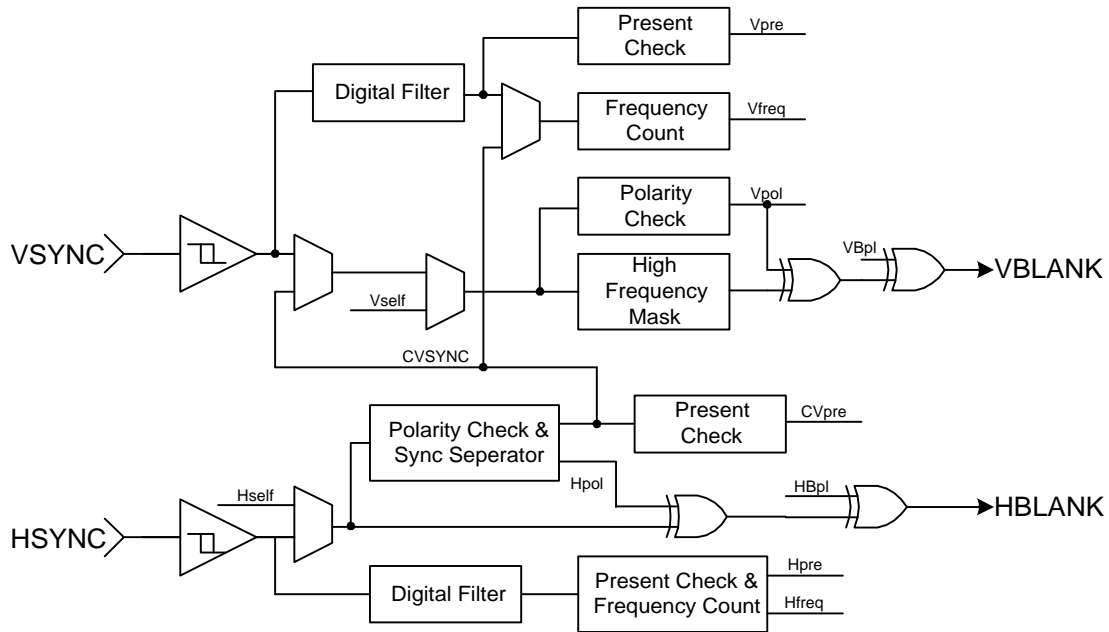 Present
Check
Vpre
Digital Filter
Frequency
Count
Vfreq
Polarity
Check
Vpol
VSYNC
High
Frequency
Mask
VBpl
VBLANK
Vself
CVSYNC
Polarity Check &
Sync Seperator
Present
Check
CVpre
Hpol
Hself
HBpl
HSYNC
HBLANK
Digital Filter
Present Check &
Frequency Count
Hpre
Hfreq